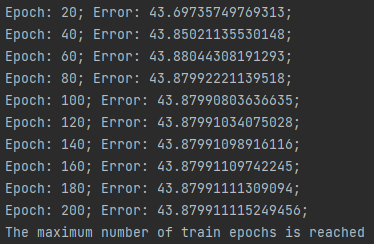 Epoch: 20; Error: 43.69735749769313;
Epoch: 40; Error: 43.85021135530148;
Epoch: 60; Error: 43.88044308191293;
Epoch: 80; Error: 43.87992221139518;
Epoch: 100; Error: 43.87990803636635;
Epoch: 120; Error: 43.87991034075028;
Epoch: 140; Error: 43.87991098916116;
Epoch: 160; Error: 43.87991109742245;
Epoch: 180; Error: 43.87991111309094;
Epoch: 200; Error: 43.879911115249456;
The maximum number of train epochs is reached